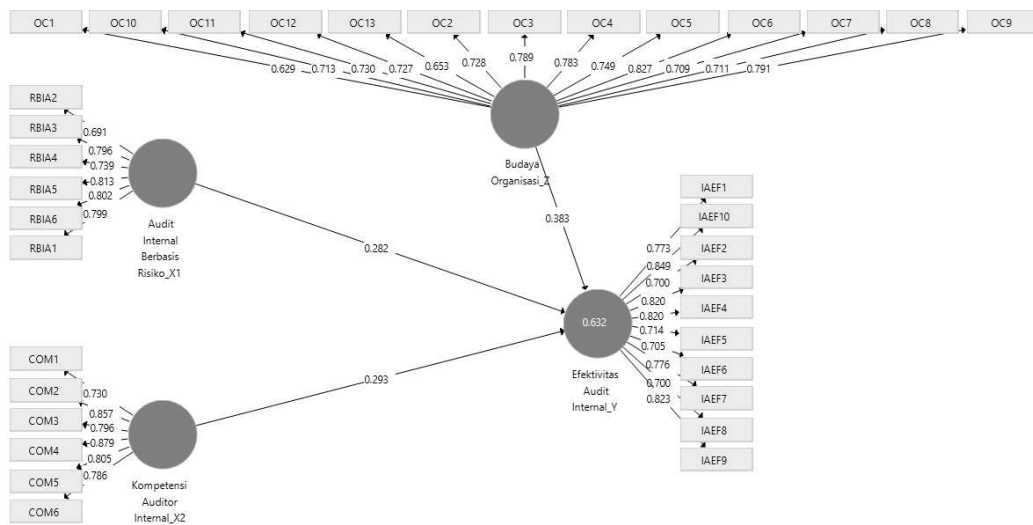 OC1 OC10 OC11 OC12 OC13 OC2 OC3 OC4 OC5 OC6 OC7 OC8 OC9
0.629 0.713 0.730 0.727 0.653 0.728 0.789 0.783 0.749 0.827 0.709 0.711 0.791
RBIA2
RBIA3
RBIA4
RBIA5
RBIA6
RBIA1
0.691
0.796
0.739
0.813
0.802
0.799
Audit
Internal
Berbasis
Risiko_X1
Budaya
Organisasi_Z
0.383
0.282
0.293
COM1
COM2
COM3
COM4
COM5
COM6
0.730
0.857
0.796
0.879
0.805
0.786
Kompetensi
Auditor
Internal_X2
0.632
Efektivitas
Audit
Internal_Y
0.773
0.849
0.700
0.820
0.820
0.714
0.705
0.776
0.700
0.823
IAEF1
IAEF10
IAEF2
IAEF3
IAEF4
IAEF5
IAEF6
IAEF7
IAEF8
IAEF9